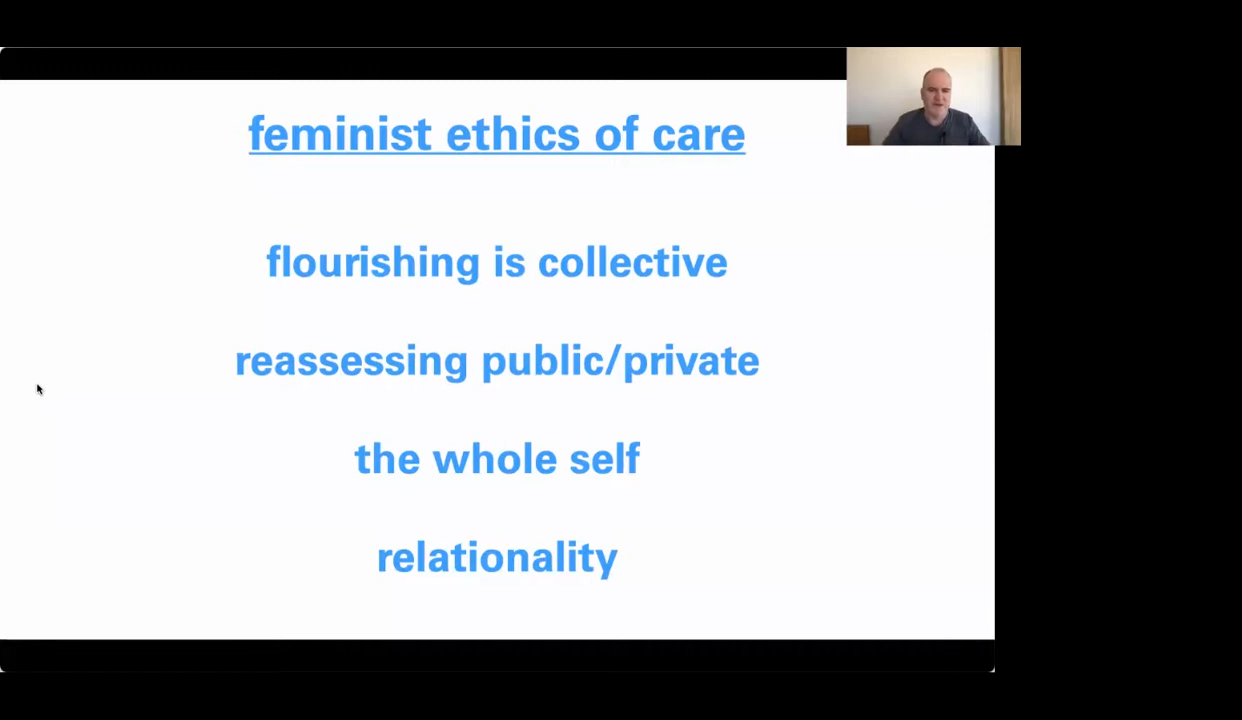 feminist ethics of care
flourishing is collective
reassessing public/private
the whole self
relationality